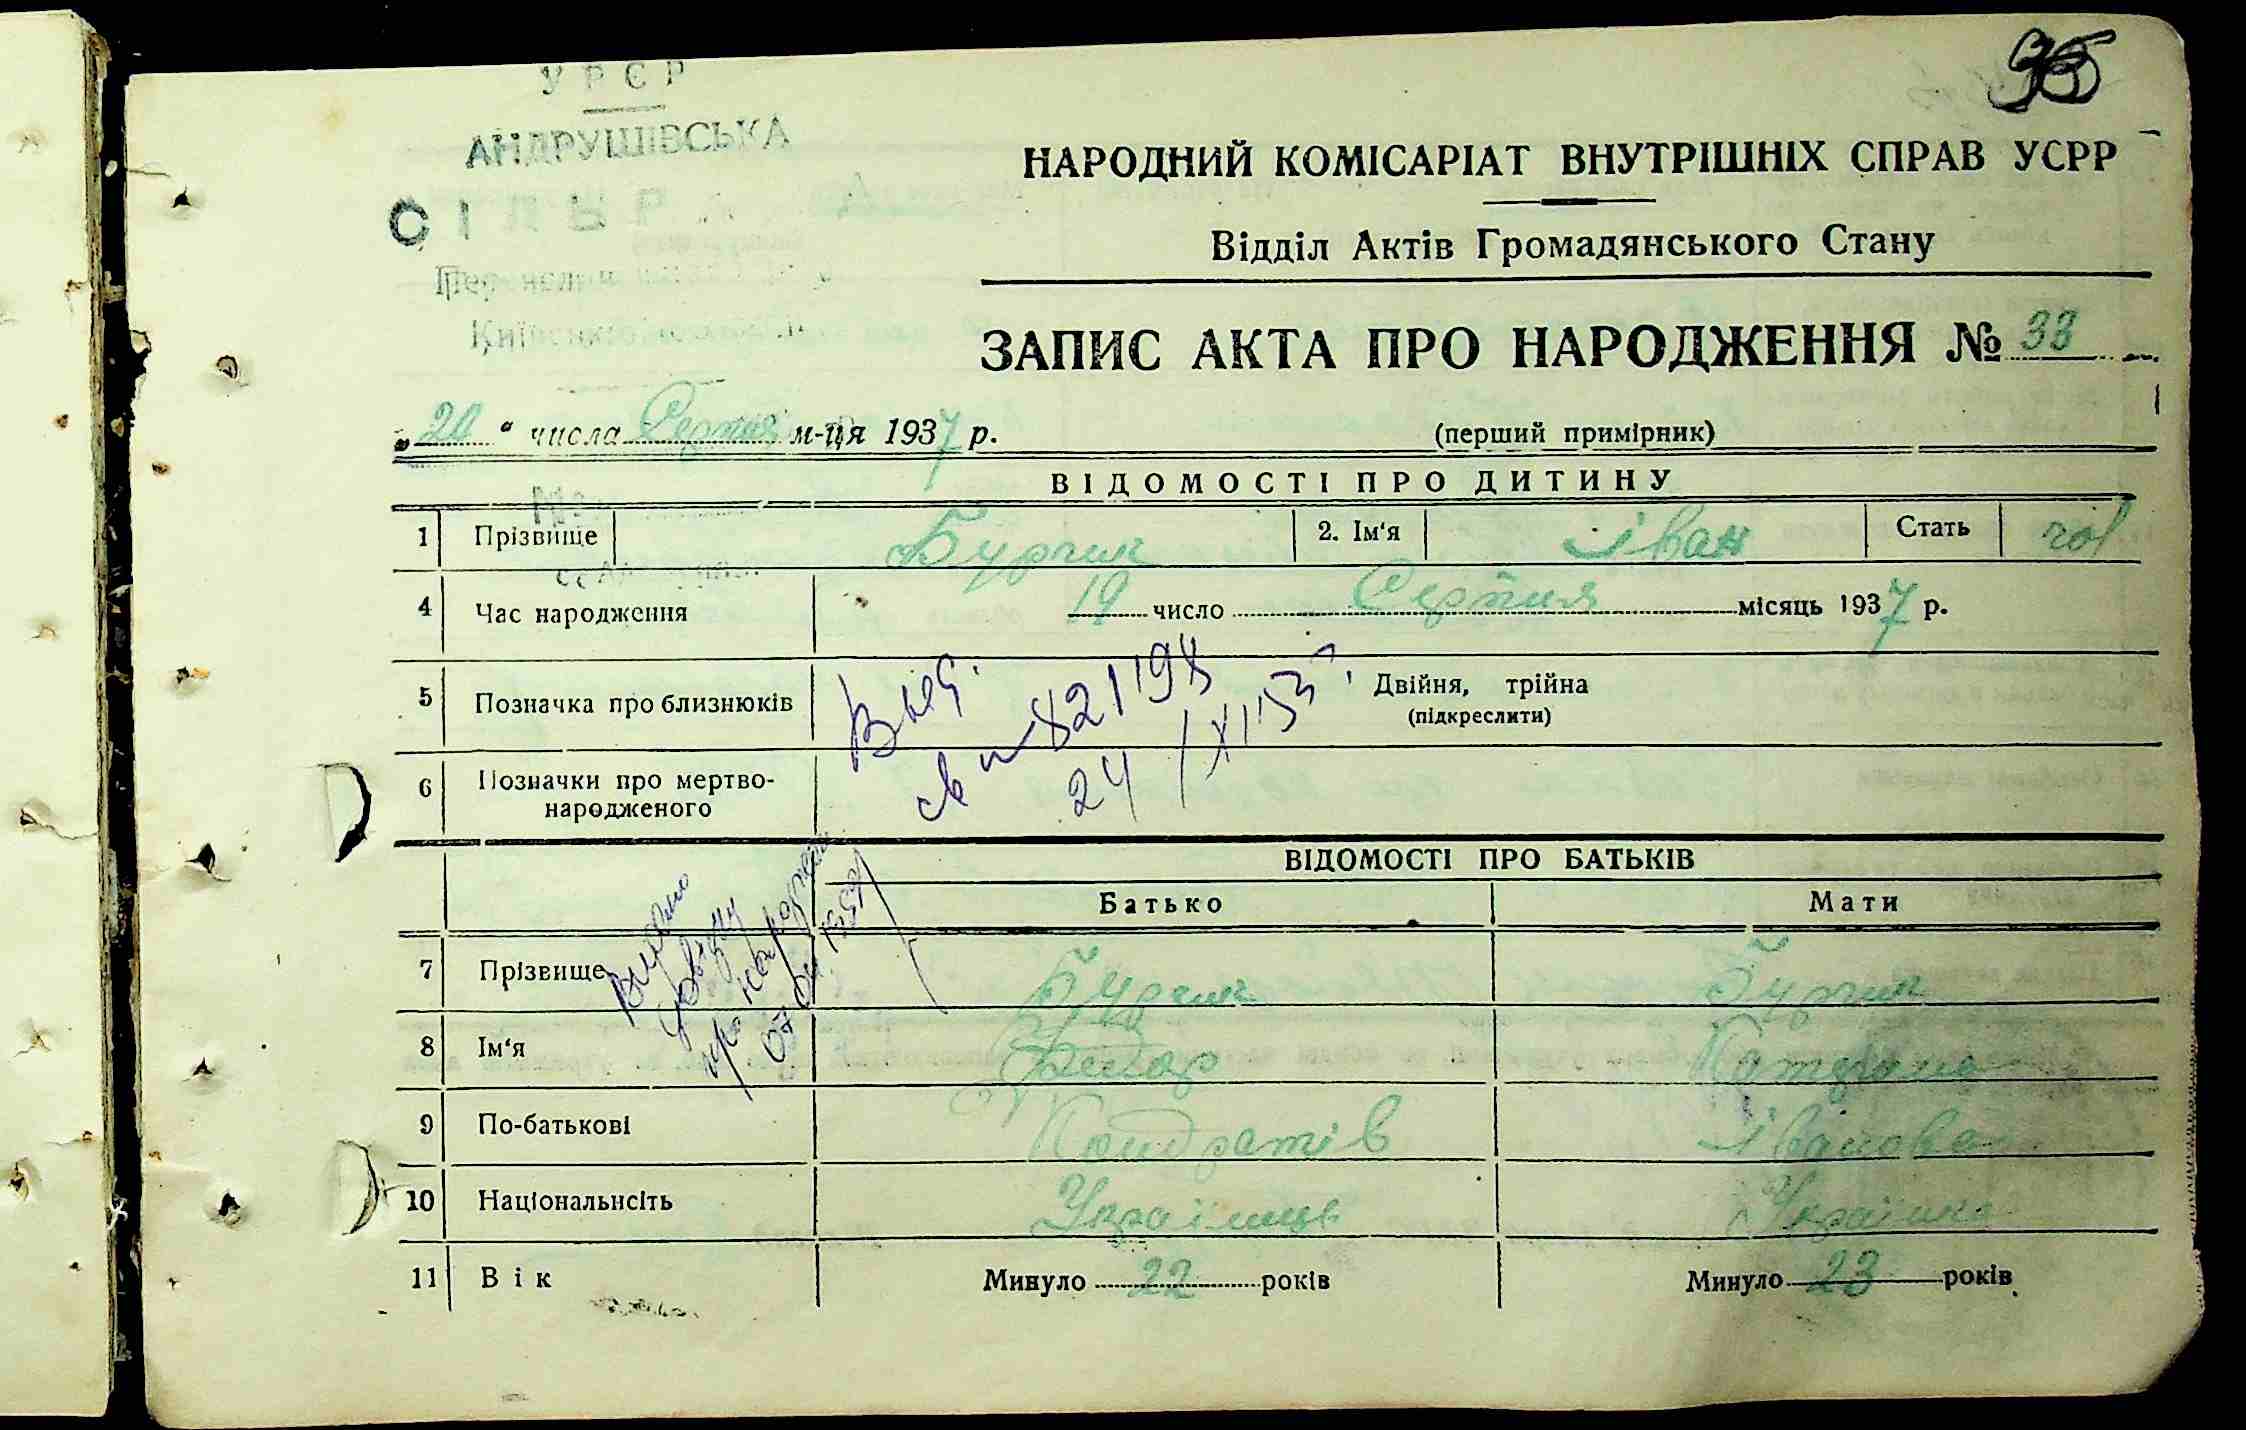 УРСР
АНДРУШІВСЬКА
СІЛЬР
НАРОДНИЙ КОМІСАРІАТ ВНУТРІШНІХ СПРАВ УСРР
Відділ Актів Громадянського Стану
ЗАПИС АКТА ПРО НАРОДЖЕННЯ № 33
„20“ числа Серпня м-ця 1937 р.
(перший примірник)
ВІДОМОСТІ ПРО ДИТИНУ
1 Прізвище Бурчик 2. Ім'я Іван Стать чол
4 Час народження 19 число Серпня місяць 1937 р.
5 Позначка про близнюків Двійня, трійна
(підкреслити)
6 Позначки про мертво-
народженого
св n 821198
24/XI 53
ВІДОМОСТІ ПРО БАТЬКІВ
Батько Мати
7 Прізвище Бурчик Бурчик
8 Ім'я Федор
9 По-батькові Кондратів Іванова
10 Національнсіть Українець Українка
11 Вік Минуло 22 років Минуло 23 років